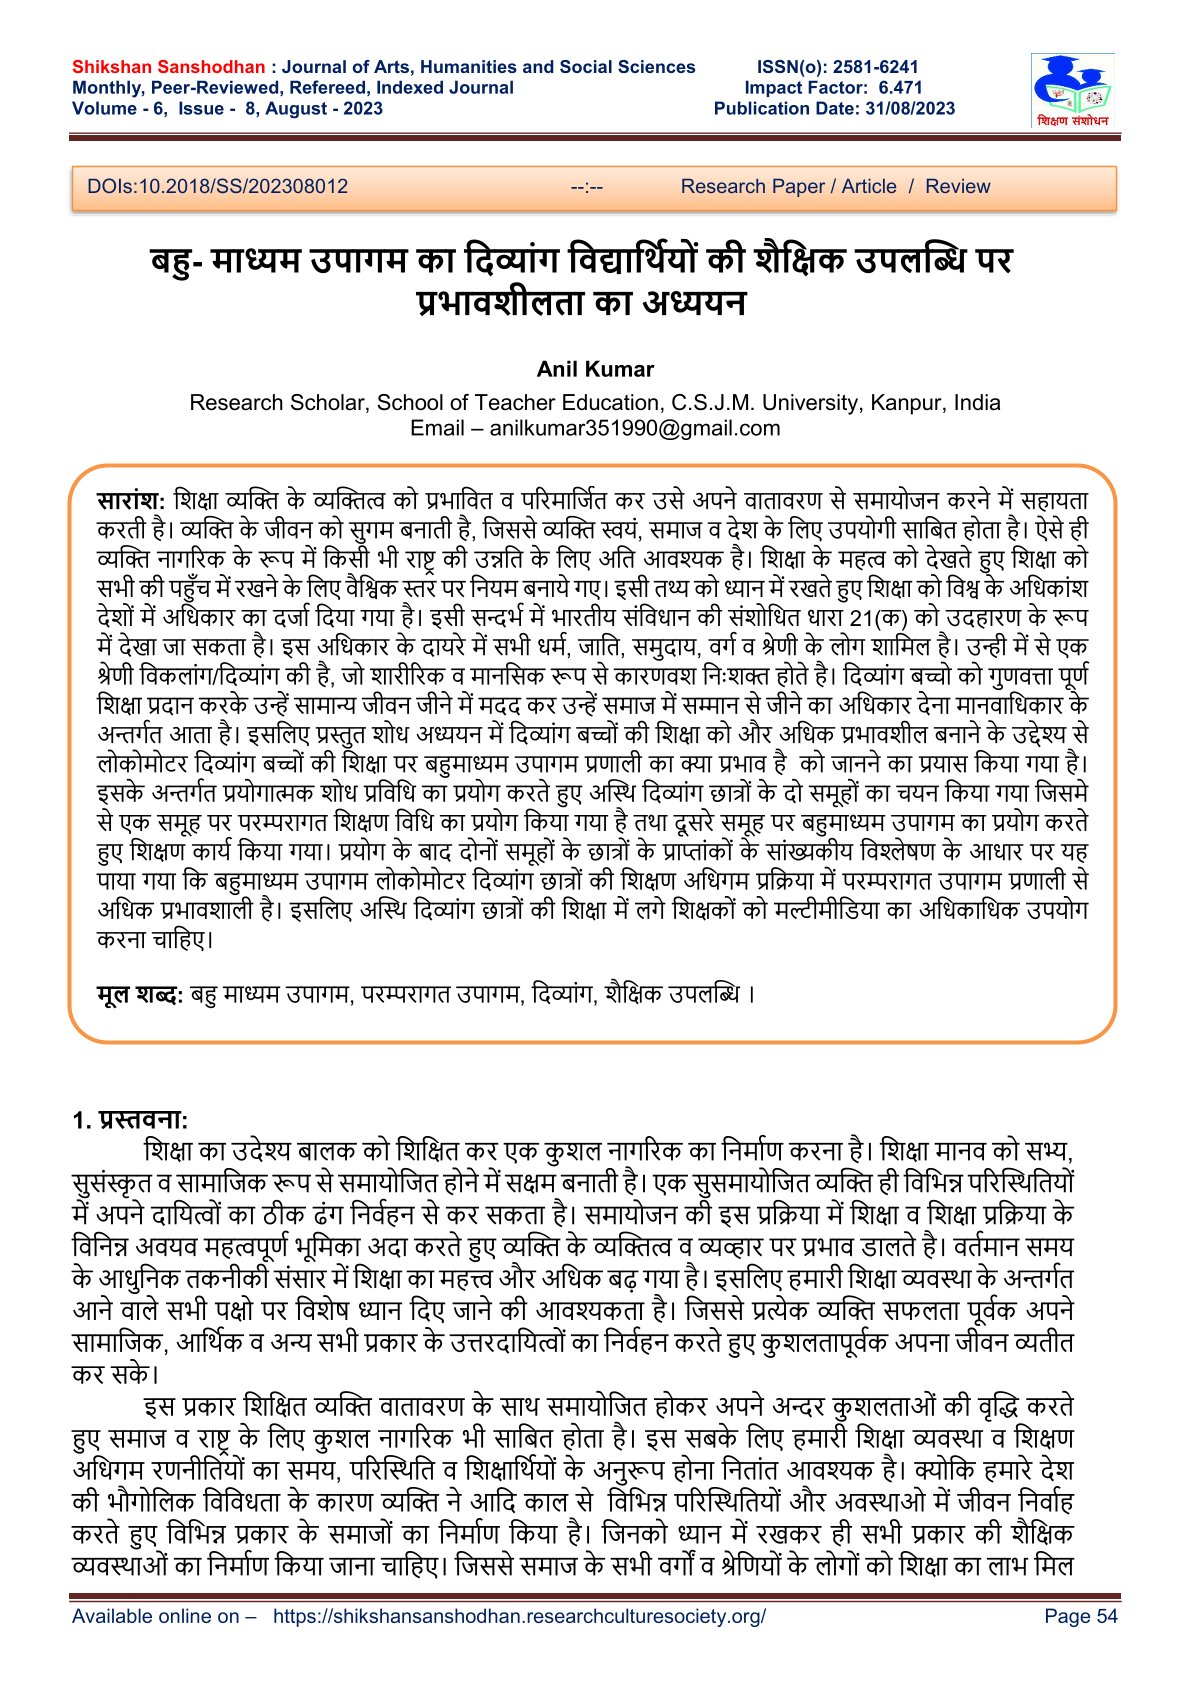 Shikshan Sanshodhan : Journal of Arts, Humanities and Social Sciences ISSN(o): 2581-6241
Monthly, Peer-Reviewed, Refereed, Indexed Journal Impact Factor: 6.471
Volume - 6, Issue - 8, August - 2023 Publication Date: 31/08/2023
शिक्षण संशोधन
DOIs:10.2018/SS/202308012 --:-- Research Paper / Article / Review
बहु- माध्यम उपागम का दिव्यांग विद्यार्थियों की शैक्षिक उपलब्धि पर
प्रभावशीलता का अध्ययन
Anil Kumar
Research Scholar, School of Teacher Education, C.S.J.M. University, Kanpur, India
Email – anilkumar351990@gmail.com
सारांश: शिक्षा व्यक्ति के व्यक्तित्व को प्रभावित व परिमार्जित कर उसे अपने वातावरण से समायोजन करने में सहायता
करती है। व्यक्ति के जीवन को सुगम बनाती है, जिससे व्यक्ति स्वयं, समाज व देश के लिए उपयोगी साबित होता है। ऐसे ही
व्यक्ति नागरिक के रूप में किसी भी राष्ट्र की उन्नति के लिए अति आवश्यक है। शिक्षा के महत्व को देखते हुए शिक्षा को
सभी की पहुँच में रखने के लिए वैश्विक स्तर पर नियम बनाये गए। इसी तथ्य को ध्यान में रखते हुए शिक्षा को विश्व के अधिकांश
देशों में अधिकार का दर्जा दिया गया है। इसी सन्दर्भ में भारतीय संविधान की संशोधित धारा 21(क) को उदहारण के रूप
में देखा जा सकता है। इस अधिकार के दायरे में सभी धर्म, जाति, समुदाय, वर्ग व श्रेणी के लोग शामिल है। उन्ही में से एक
श्रेणी विकलांग/दिव्यांग की है, जो शारीरिक व मानसिक रूप से कारणवश निःशक्त होते है। दिव्यांग बच्चो को गुणवत्ता पूर्ण
शिक्षा प्रदान करके उन्हें सामान्य जीवन जीने में मदद कर उन्हें समाज में सम्मान से जीने का अधिकार देना मानवाधिकार के
अन्तर्गत आता है। इसलिए प्रस्तुत शोध अध्ययन में दिव्यांग बच्चों की शिक्षा को और अधिक प्रभावशील बनाने के उद्देश्य से
लोकोमोटर दिव्यांग बच्चों की शिक्षा पर बहुमाध्यम उपागम प्रणाली का क्या प्रभाव है को जानने का प्रयास किया गया है।
इसके अन्तर्गत प्रयोगात्मक शोध प्रविधि का प्रयोग करते हुए अस्थि दिव्यांग छात्रों के दो समूहों का चयन किया गया जिसमे
से एक समूह पर परम्परागत शिक्षण विधि का प्रयोग किया गया है तथा दूसरे समूह पर बहुमाध्यम उपागम का प्रयोग करते
हुए शिक्षण कार्य किया गया। प्रयोग के बाद दोनों समूहों के छात्रों के प्राप्तांकों के सांख्यकीय विश्लेषण के आधार पर यह
पाया गया कि बहुमाध्यम उपागम लोकोमोटर दिव्यांग छात्रों की शिक्षण अधिगम प्रक्रिया में परम्परागत उपागम प्रणाली से
अधिक प्रभावशाली है। इसलिए अस्थि दिव्यांग छात्रों की शिक्षा में लगे शिक्षकों को मल्टीमीडिया का अधिकाधिक उपयोग
करना चाहिए।
मूल शब्द: बहु माध्यम उपागम, परम्परागत उपागम, दिव्यांग, शैक्षिक उपलब्धि ।
1. प्रस्तवना:
शिक्षा का उदेश्य बालक को शिक्षित कर एक कुशल नागरिक का निर्माण करना है। शिक्षा मानव को सभ्य,
सुसंस्कृत व सामाजिक रूप से समायोजित होने में सक्षम बनाती है। एक सुसमायोजित व्यक्ति ही विभिन्न परिस्थितियों
में अपने दायित्वों का ठीक ढंग निर्वहन से कर सकता है। समायोजन की इस प्रक्रिया में शिक्षा व शिक्षा प्रक्रिया के
विनिन्न अवयव महत्वपूर्ण भूमिका अदा करते हुए व्यक्ति के व्यक्तित्व व व्यव्हार पर प्रभाव डालते है। वर्तमान समय
के आधुनिक तकनीकी संसार में शिक्षा का महत्त्व और अधिक बढ़ गया है। इसलिए हमारी शिक्षा व्यवस्था के अन्तर्गत
आने वाले सभी पक्षो पर विशेष ध्यान दिए जाने की आवश्यकता है। जिससे प्रत्येक व्यक्ति सफलता पूर्वक अपने
सामाजिक, आर्थिक व अन्य सभी प्रकार के उत्तरदायित्वों का निर्वहन करते हुए कुशलतापूर्वक अपना जीवन व्यतीत
कर सके।
इस प्रकार शिक्षित व्यक्ति वातावरण के साथ समायोजित होकर अपने अन्दर कुशलताओं की वृद्धि करते
हुए समाज व राष्ट्र के लिए कुशल नागरिक भी साबित होता है। इस सबके लिए हमारी शिक्षा व्यवस्था व शिक्षण
अधिगम रणनीतियों का समय, परिस्थिति व शिक्षार्थियों के अनुरूप होना नितांत आवश्यक है। क्योकि हमारे देश
की भौगोलिक विविधता के कारण व्यक्ति ने आदि काल से विभिन्न परिस्थितियों और अवस्थाओ में जीवन निर्वाह
करते हुए विभिन्न प्रकार के समाजों का निर्माण किया है। जिनको ध्यान में रखकर ही सभी प्रकार की शैक्षिक
व्यवस्थाओं का निर्माण किया जाना चाहिए। जिससे समाज के सभी वर्गों व श्रेणियों के लोगों को शिक्षा का लाभ मिल
Available online on – https://shikshansanshodhan.researchculturesociety.org/ Page 54